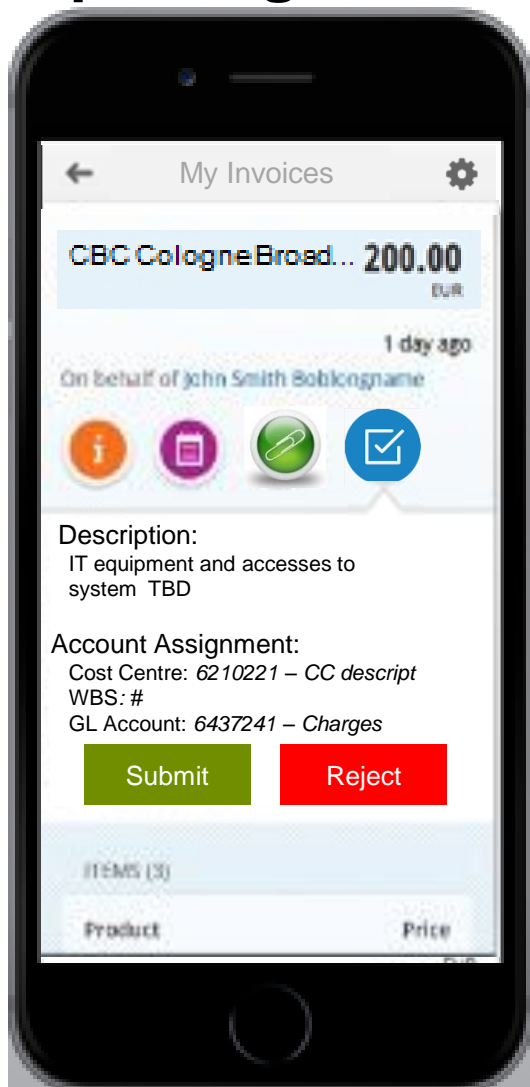 My Invoices
CBC Cologne Broad... 200.00
EUR
1 day ago
On behalf of John Smith Boblongname
Description:
IT equipment and accesses to
system TBD
Account Assignment:
Cost Centre: 6210221 – CC descript
WBS: #
GL Account: 6437241 – Charges
Submit Reject
ITEMS (3)
Product Price